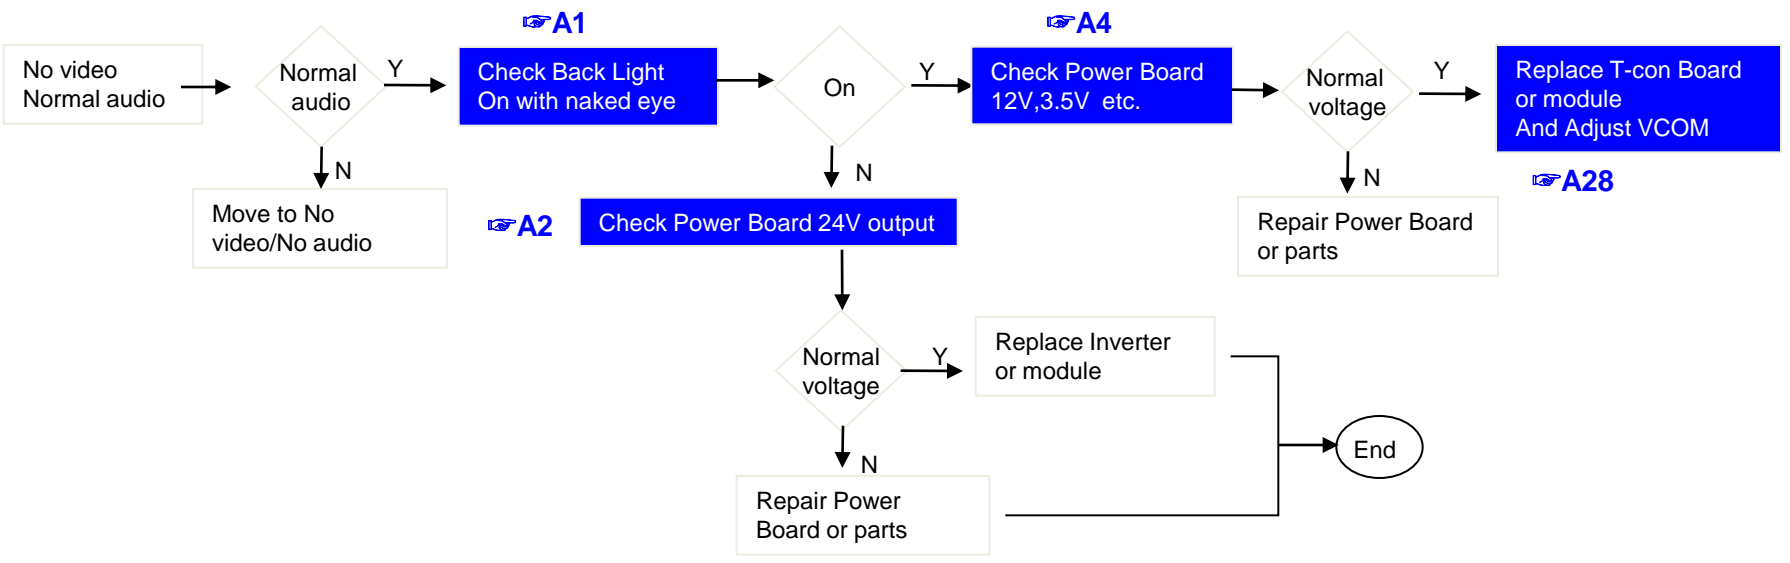 ☞A1
☞A4
No video
Normal audio
Normal
audio
Y
Check Back Light
On with naked eye
On
Y
Check Power Board
12V,3.5V etc.
Normal
voltage
Y
Replace T-con Board
or module
And Adjust VCOM
N
N
N
☞A28
Move to No
video/No audio
☞A2
Check Power Board 24V output
Repair Power Board
or parts
Normal
voltage
Y
Replace Inverter
or module
End
N
Repair Power
Board or parts